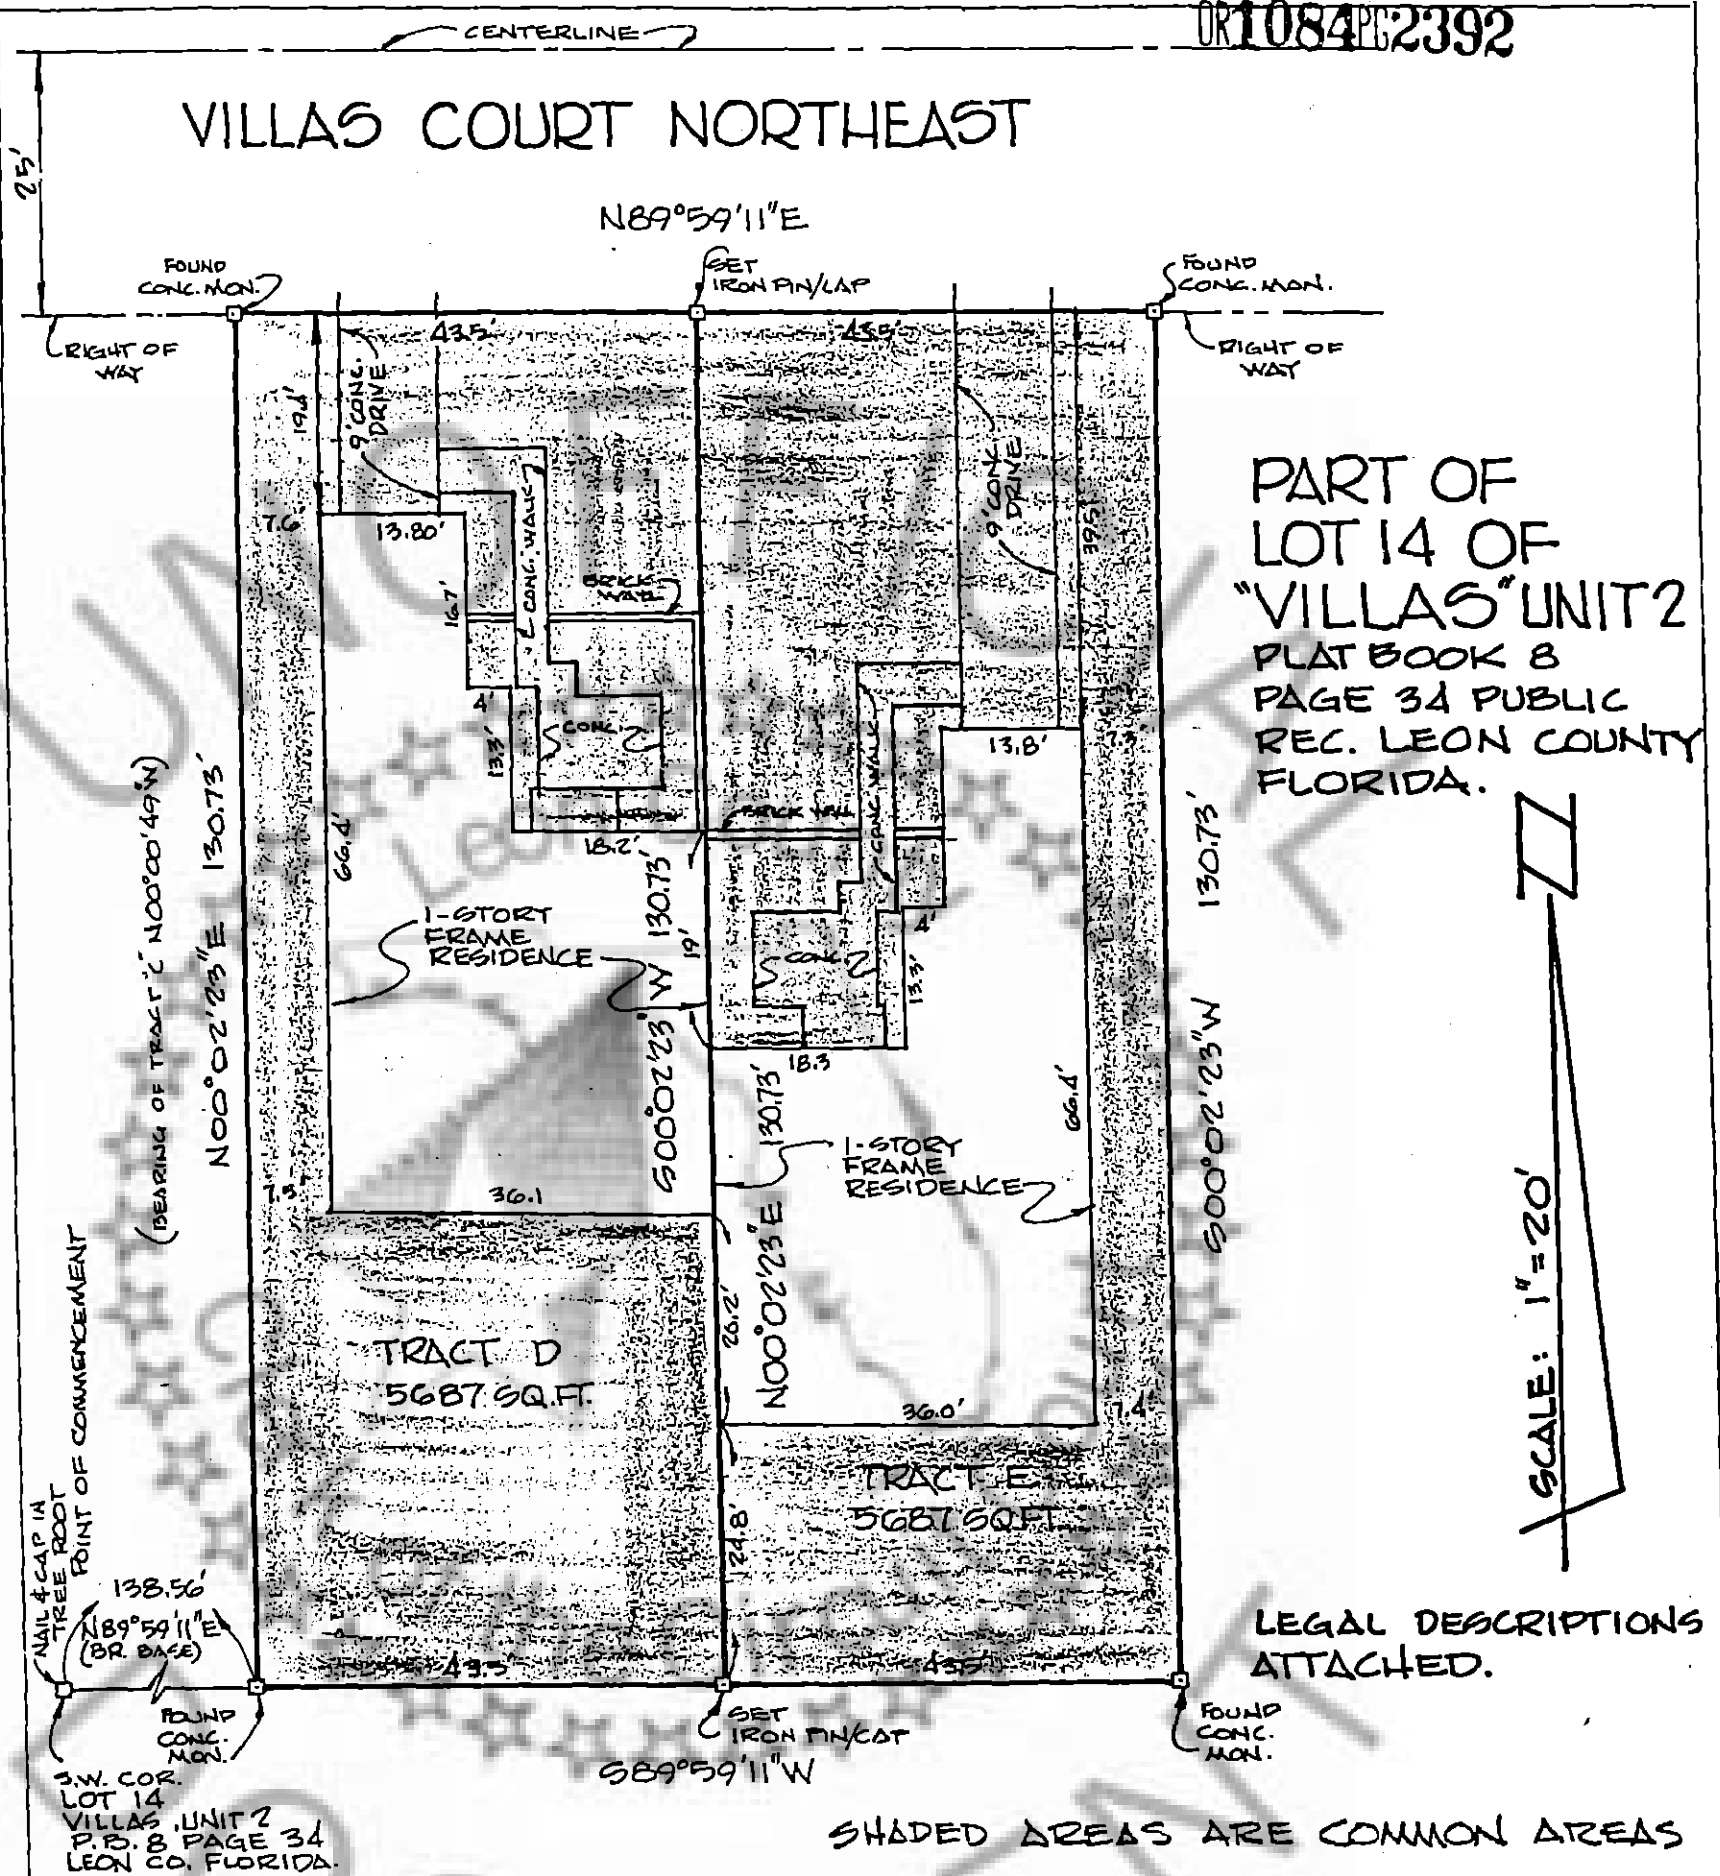 OR1084PG2392
CENTERLINE
25'
VILLAS COURT NORTHEAST
N89°59'11"E
FOUND
CONC. MON.
SET
IRON PIN/CAP
FOUND
CONC. MON.
RIGHT OF
WAY
43.5'
43.5'
RIGHT OF
WAY
9' CONC.
DRIVE
9' CONC.
DRIVE
39.5'
7.6
13.80'
CONC. WALK
BRICK
WALL
16.7'
PART OF
LOT 14 OF
"VILLAS" UNIT 2
PLAT BOOK 8
PAGE 34 PUBLIC
REC. LEON COUNTY
FLORIDA.
4'
13.3'
CONC.
CONC. WALK
13.8'
BRICK WALL
18.2'
66.4'
130.73'
19'
S00°02'23"W
1-STORY
FRAME
RESIDENCE
4'
CONC.
13.3'
18.3
(BEARING OF TRACT "C" N00°00'49"W)
N00°02'23"E 130.73'
130.73'
S00°02'23"W
66.4'
1-STORY
FRAME
RESIDENCE
7.5'
36.1
N00°02'23"E 130.73'
26.2'
TRACT D
5687 SQ.FT.
36.0'
7.4'
TRACT E
5687 SQ.FT.
24.8'
SCALE: 1"=20'
NAIL & CAP IN
TREE ROOT
POINT OF COMMENCEMENT
138.56'
N89°59'11"E
(BR. BASE)
43.5'
43.5'
LEGAL DESCRIPTIONS
ATTACHED.
FOUND
CONC.
MON.
SET
IRON PIN/CAP
S89°59'11"W
FOUND
CONC.
MON.
S.W. COR.
LOT 14
VILLAS, UNIT 2
P.B. 8 PAGE 34
LEON CO. FLORIDA.
SHADED AREAS ARE COMMON AREAS
UNOFFICIAL